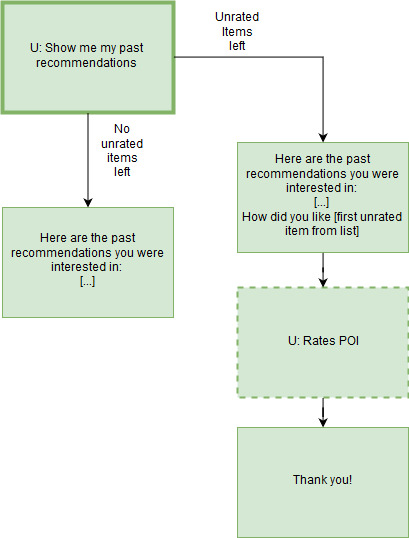 U: Show me my past
recommendations
Unrated
Items
left
No
unrated
items
left
Here are the past
recommendations you were
interested in:
[...]
How did you like [first unrated
item from list]
Here are the past
recommendations you were
interested in:
[...]
U: Rates POI
Thank you!